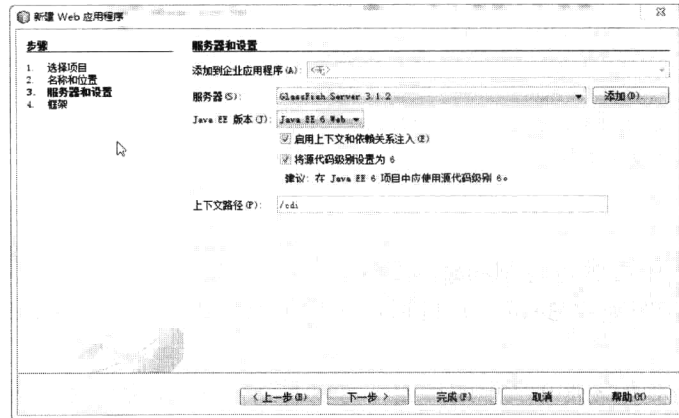 新建 Web 应用程序
步骤
1. 选择项目
2. 名称和位置
3. 服务器和设置
4. 框架
服务器和设置
添加到企业应用程序(A): <无>
服务器(S): GlassFish Server 3.1.2 添加(D)...
Java EE 版本(J): Java EE 6 Web
启用上下文和依赖关系注入(E)
将源代码级别设置为 6
建议: 在 Java EE 6 项目中应使用源代码级别 6。
上下文路径(P): /cdi
< 上一步(B) 下一步 > 完成(F) 取消 帮助(H)